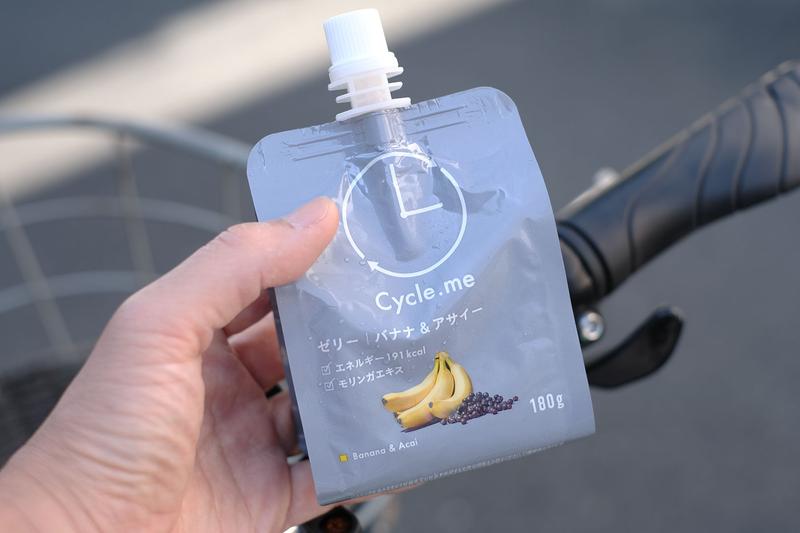 Cycle.me
ゼリー | バナナ & アサイー
☑ エネルギー191kcal
☑ モリンガエキス
180g
Banana & Acai